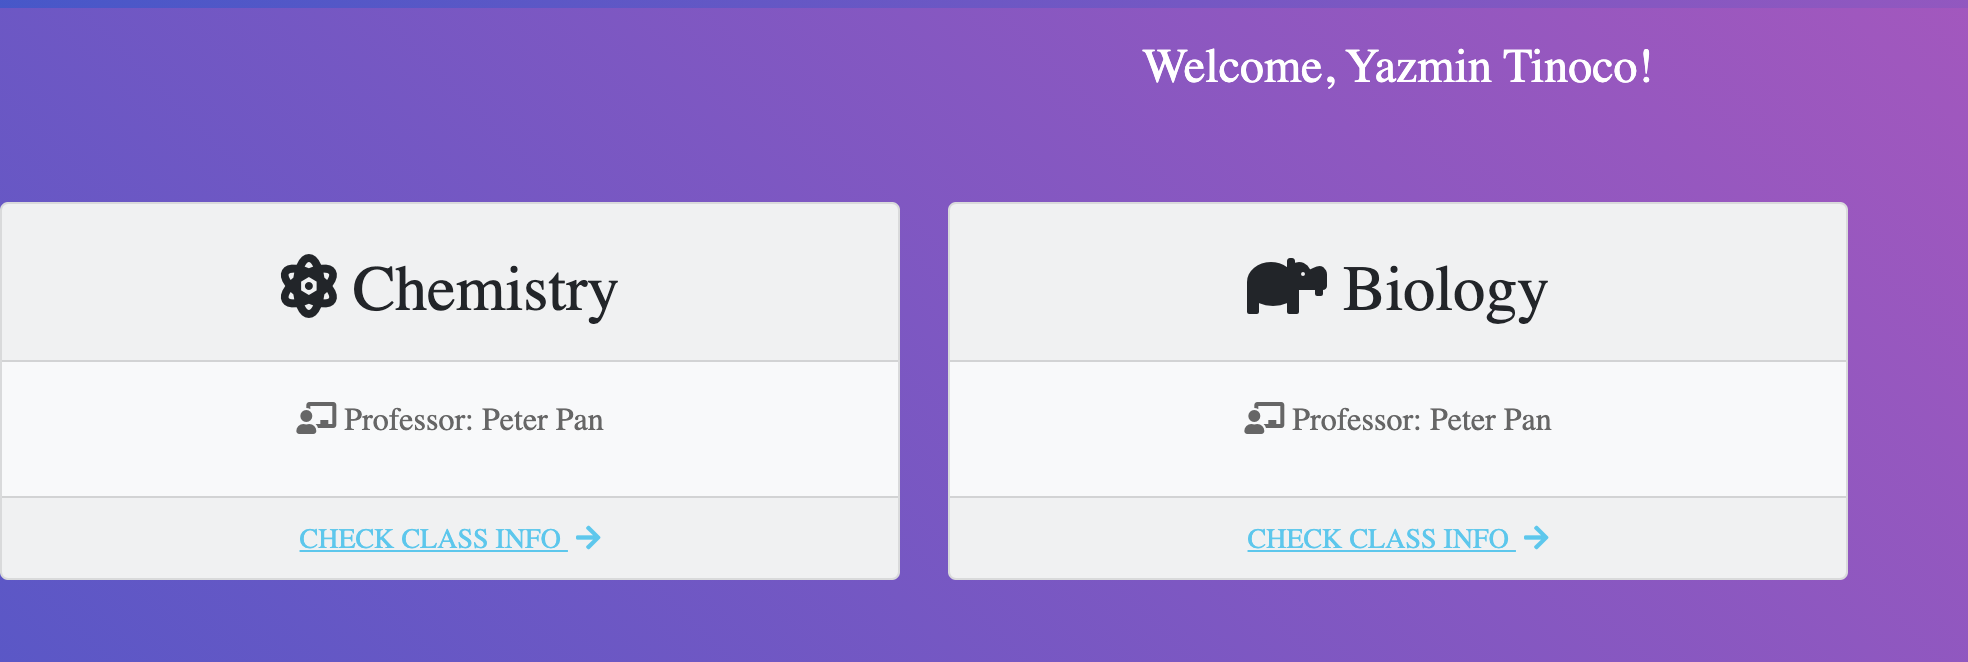 Welcome, Yazmin Tinoco!
Chemistry
Professor: Peter Pan
CHECK CLASS INFO
Biology
Professor: Peter Pan
CHECK CLASS INFO